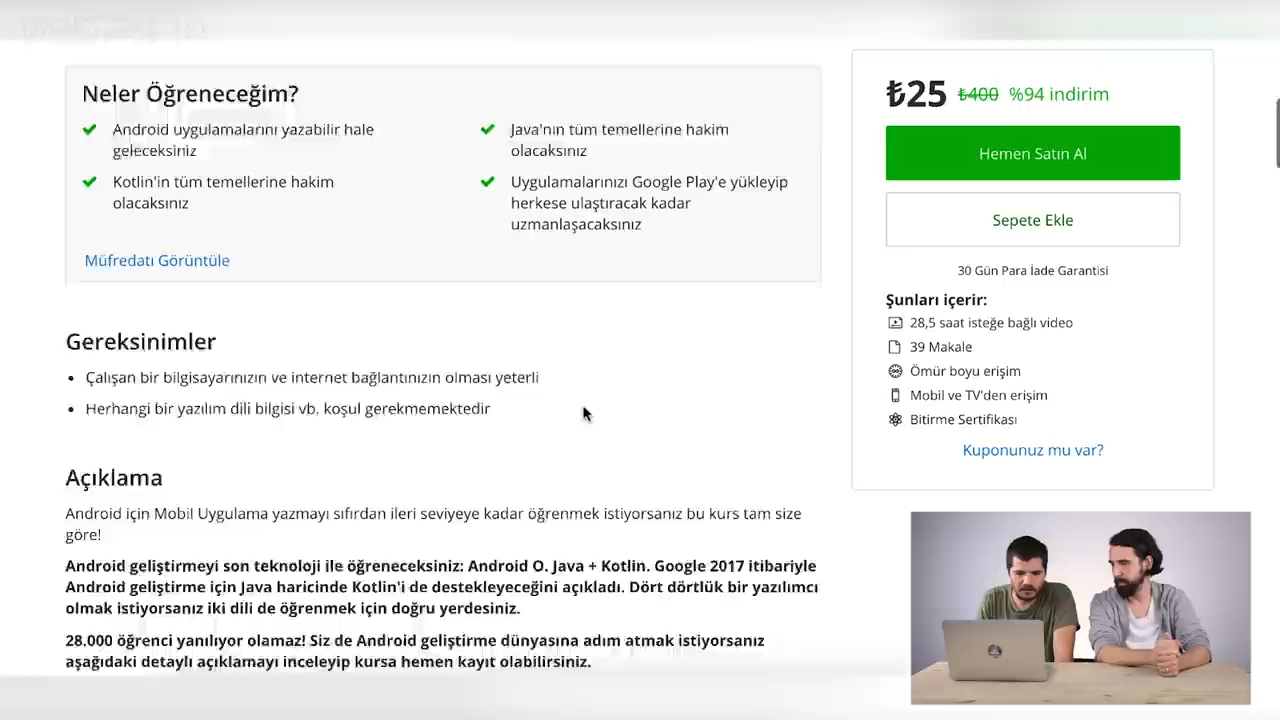 Neler Öğreneceğim?
Android uygulamalarını yazabilir hale
geleceksiniz
Kotlin'in tüm temellerine hakim
olacaksınız
Java'nın tüm temellerine hakim
olacaksınız
Uygulamalarınızı Google Play'e yükleyip
herkese ulaştıracak kadar
uzmanlaşacaksınız
Müfredatı Görüntüle
Gereksinimler
Çalışan bir bilgisayarınızın ve internet bağlantınızın olması yeterli
Herhangi bir yazılım dili bilgisi vb. koşul gerekmemektedir
Açıklama
Android için Mobil Uygulama yazmayı sıfırdan ileri seviyeye kadar öğrenmek istiyorsanız bu kurs tam size
göre!
Android geliştirmeyi son teknoloji ile öğreneceksiniz: Android O. Java + Kotlin. Google 2017 itibariyle
Android geliştirme için Java haricinde Kotlin'i de destekleyeceğini açıkladı. Dört dörtlük bir yazılımcı
olmak istiyorsanız iki dili de öğrenmek için doğru yerdesiniz.
28.000 öğrenci yanılıyor olamaz! Siz de Android geliştirme dünyasına adım atmak istiyorsanız
aşağıdaki detaylı açıklamayı inceleyip kursa hemen kayıt olabilirsiniz.
₺25 ₺400 %94 indirim
Hemen Satın Al
Sepete Ekle
30 Gün Para İade Garantisi
Şunları içerir:
28,5 saat isteğe bağlı video
39 Makale
Ömür boyu erişim
Mobil ve TV'den erişim
Bitirme Sertifikası
Kuponunuz mu var?